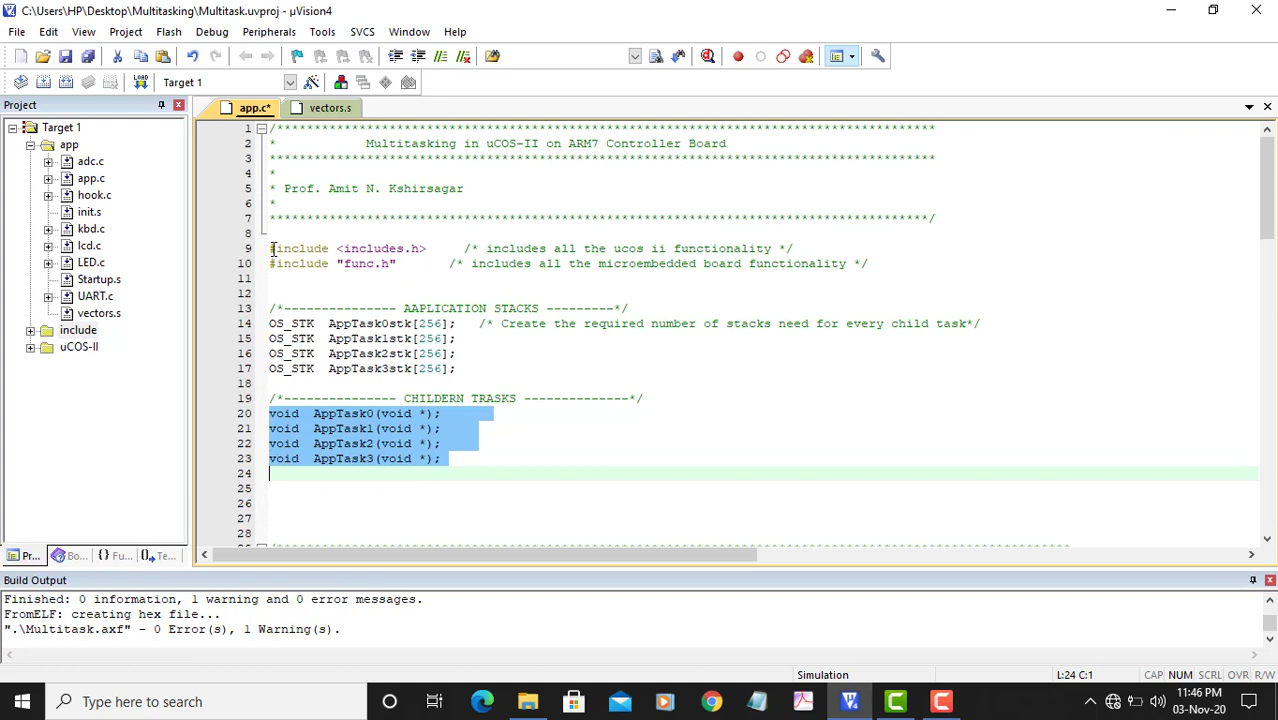 C:\Users\HP\Desktop\Multitasking\Multitask.uvproj - µVision4
File Edit View Project Flash Debug Peripherals Tools SVCS Window Help
LOAD Target 1
Project
app.c* vectors.s
Target 1
app
adc.c
app.c
hook.c
init.s
kbd.c
lcd.c
LED.c
Startup.s
UART.c
vectors.s
include
uCOS-II
1 /***************************************************************************************
2 * Multitasking in uCOS-II on ARM7 Controller Board
3 ****************************************************************************************
4 *
5 * Prof. Amit N. Kshirsagar
6 *
7 ***************************************************************************************/
8
9 #include <includes.h> /* includes all the ucos ii functionality */
10 #include "func.h" /* includes all the microembedded board functionality */
11
12
13 /*--------------- AAPLICATION STACKS ---------*/
14 OS_STK AppTask0stk[256]; /* Create the required number of stacks need for every child task*/
15 OS_STK AppTask1stk[256];
16 OS_STK AppTask2stk[256];
17 OS_STK AppTask3stk[256];
18
19 /*--------------- CHILDERN TRASKS --------------*/
20 void AppTask0(void *);
21 void AppTask1(void *);
22 void AppTask2(void *);
23 void AppTask3(void *);
24
25
26
27
28
Pr... Bo... {} Fu... Te...
Build Output
Finished: 0 information, 1 warning and 0 error messages.
FromELF: creating hex file...
".\Multitask.axf" - 0 Error(s), 1 Warning(s).
Simulation L:24 C:1 CAP NUM SCRL OVR R/W
Type here to search
11:46 PM
03-Nov-20